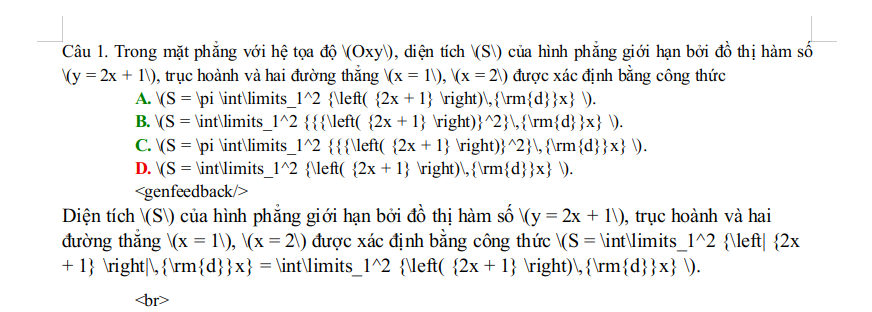 Câu 1. Trong mặt phẳng với hệ tọa độ \(Oxy\), diện tích \(S\) của hình phẳng giới hạn bởi đồ thị hàm số
\(y = 2x + 1\), trục hoành và hai đường thẳng \(x = 1\), \(x = 2\) được xác định bằng công thức
A. \(S = \pi \int\limits_1^2 {\left( {2x + 1} \right)\,{\rm{d}}x} \).
B. \(S = \int\limits_1^2 {{{\left( {2x + 1} \right)}^2}\,{\rm{d}}x} \).
C. \(S = \pi \int\limits_1^2 {{{\left( {2x + 1} \right)}^2}\,{\rm{d}}x} \).
D. \(S = \int\limits_1^2 {\left( {2x + 1} \right)\,{\rm{d}}x} \).
<genfeedback/>
Diện tích \(S\) của hình phẳng giới hạn bởi đồ thị hàm số \(y = 2x + 1\), trục hoành và hai
đường thẳng \(x = 1\), \(x = 2\) được xác định bằng công thức \(S = \int\limits_1^2 {\left| {2x
+ 1} \right|\,{\rm{d}}x} = \int\limits_1^2 {\left( {2x + 1} \right)\,{\rm{d}}x} \).
<br>